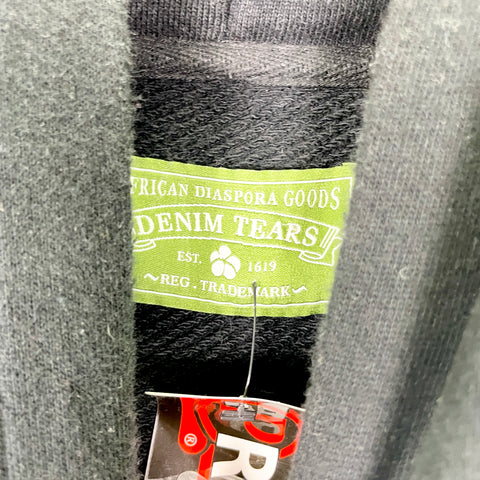 FRICAN DIASPORA GOODS
DENIM TEARS
EST. 1619
~REG. TRADEMARK~
R